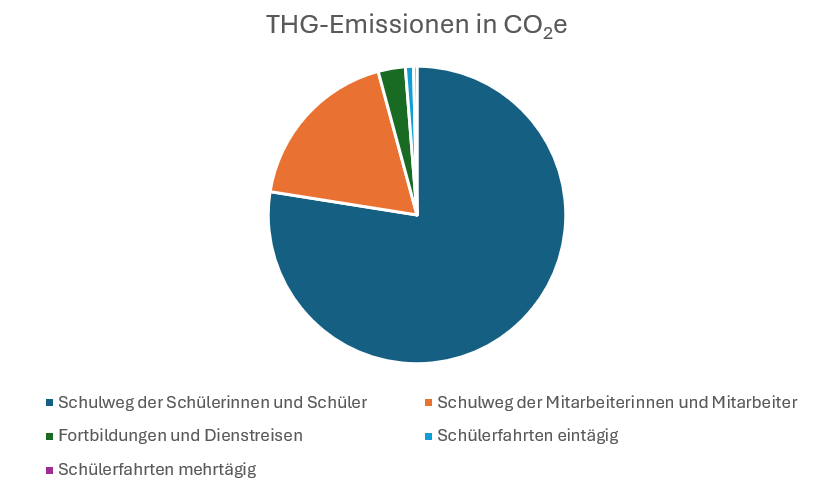 THG-Emissionen in CO₂e
Schulweg der Schülerinnen und Schüler
Schulweg der Mitarbeiterinnen und Mitarbeiter
Fortbildungen und Dienstreisen
Schülerfahrten eintägig
Schülerfahrten mehrtägig